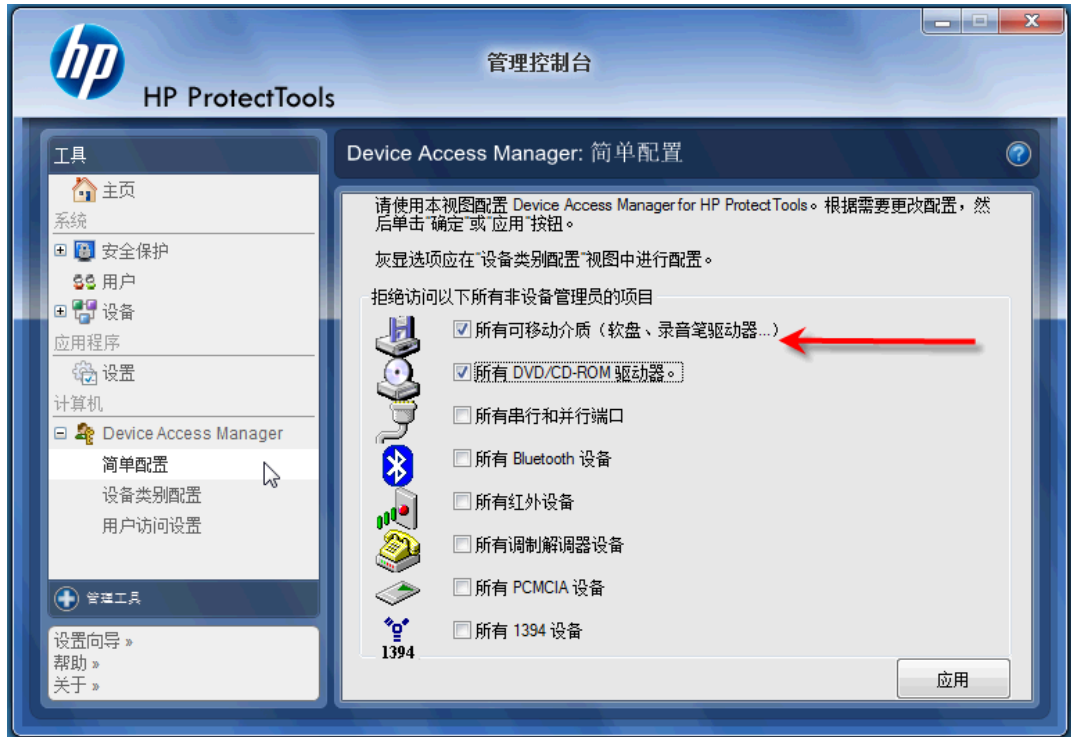 hp
HP ProtectTools
管理控制台
工具
主页
系统
安全保护
用户
设备
应用程序
设置
计算机
Device Access Manager
简单配置
设备类别配置
用户访问设置
管理工具
设置向导 »
帮助 »
关于 »
Device Access Manager: 简单配置
请使用本视图配置 Device Access Manager for HP ProtectTools。根据需要更改配置，然
后单击"确定"或"应用"按钮。
灰显选项应在"设备类别配置"视图中进行配置。
拒绝访问以下所有非设备管理员的项目
所有可移动介质（软盘、录音笔驱动器...）
所有 DVD/CD-ROM 驱动器。
所有串行和并行端口
所有 Bluetooth 设备
所有红外设备
所有调制解调器设备
所有 PCMCIA 设备
所有 1394 设备
1394
应用